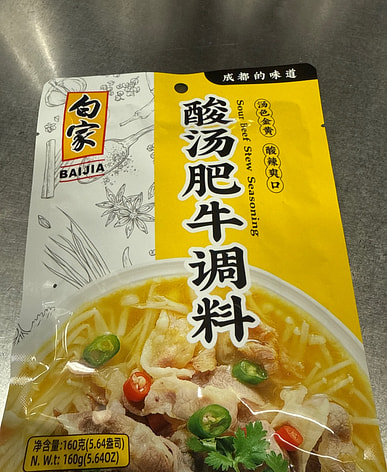 成都的味道
白家
BAIJIA
酸汤肥牛调料
Sour Beef Stew Seasoning
汤色金黄
酸辣爽口
净含量:160克(5.64盎司)
N. W.t: 160g(5.64OZ)